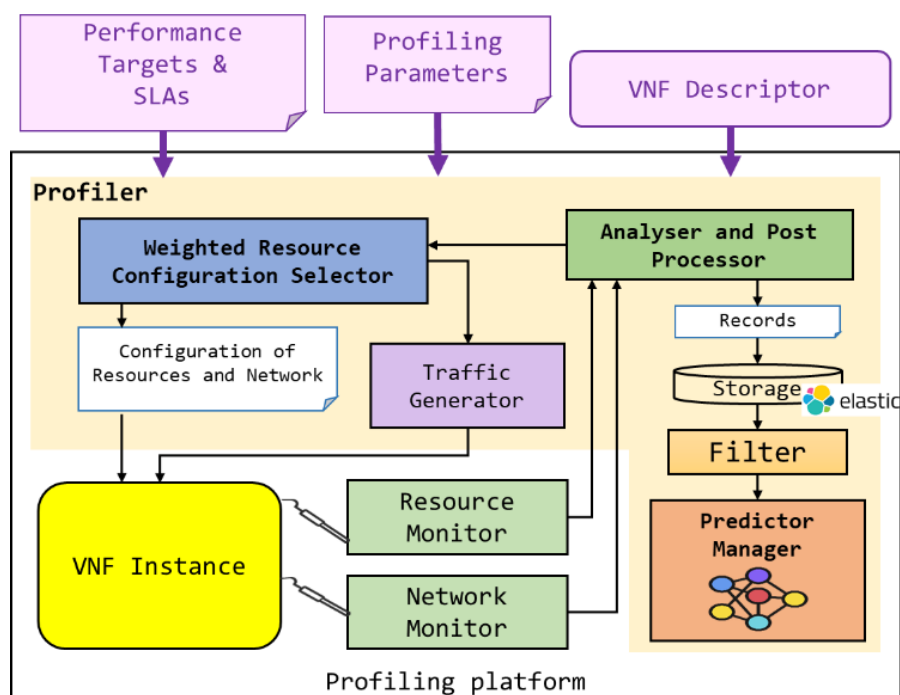 Performance
Targets &
SLAs
Profiling
Parameters
VNF Descriptor
Profiler
Weighted Resource
Configuration Selector
Analyser and Post
Processor
Records
Configuration of
Resources and Network
Traffic
Generator
Storage
elastic
Filter
VNF Instance
Resource
Monitor
Predictor
Manager
Network
Monitor
Profiling platform